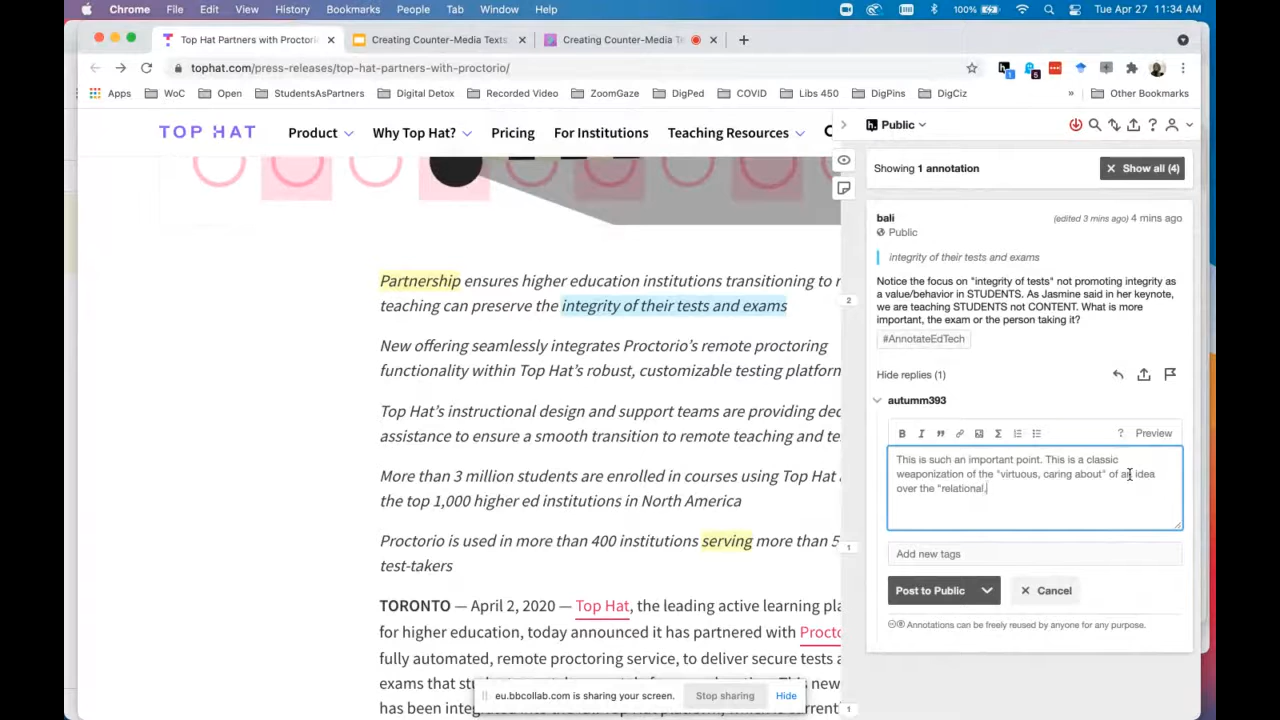 Chrome File Edit View History Bookmarks People Tab Window Help 100% Tue Apr 27 11:34 AM
Top Hat Partners with Proctori Creating Counter-Media Texts Creating Counter-Media Te
tophat.com/press-releases/top-hat-partners-with-proctorio/
Apps WoC Open StudentsAsPartners Digital Detox Recorded Video ZoomGaze DigPed COVID Libs 450 DigPins DigCiz » Other Bookmarks
TOP HAT Product Why Top Hat? Pricing For Institutions Teaching Resources
Partnership ensures higher education institutions transitioning to r
teaching can preserve the integrity of their tests and exams
New offering seamlessly integrates Proctorio's remote proctoring
functionality within Top Hat's robust, customizable testing platform
Top Hat's instructional design and support teams are providing dec
assistance to ensure a smooth transition to remote teaching and te
More than 3 million students are enrolled in courses using Top Hat
the top 1,000 higher ed institutions in North America
Proctorio is used in more than 400 institutions serving more than 5
test-takers
TORONTO — April 2, 2020 — Top Hat, the leading active learning pla
for higher education, today announced it has partnered with Procto
fully automated, remote proctoring service, to deliver secure tests a
eu.bbcollab.com is sharing your screen. Stop sharing Hide
2
1
1
Public
Showing 1 annotation
Show all (4)
bali
(edited 3 mins ago) 4 mins ago
Public
integrity of their tests and exams
Notice the focus on "integrity of tests" not promoting integrity as
a value/behavior in STUDENTS. As Jasmine said in her keynote,
we are teaching STUDENTS not CONTENT. What is more
important, the exam or the person taking it?
#AnnotateEdTech
Hide replies (1)
autumm393
B I Σ ? Preview
This is such an important point. This is a classic
weaponization of the "virtuous, caring about" of an idea
over the "relational.
Add new tags
Post to Public
Cancel
Annotations can be freely reused by anyone for any purpose.